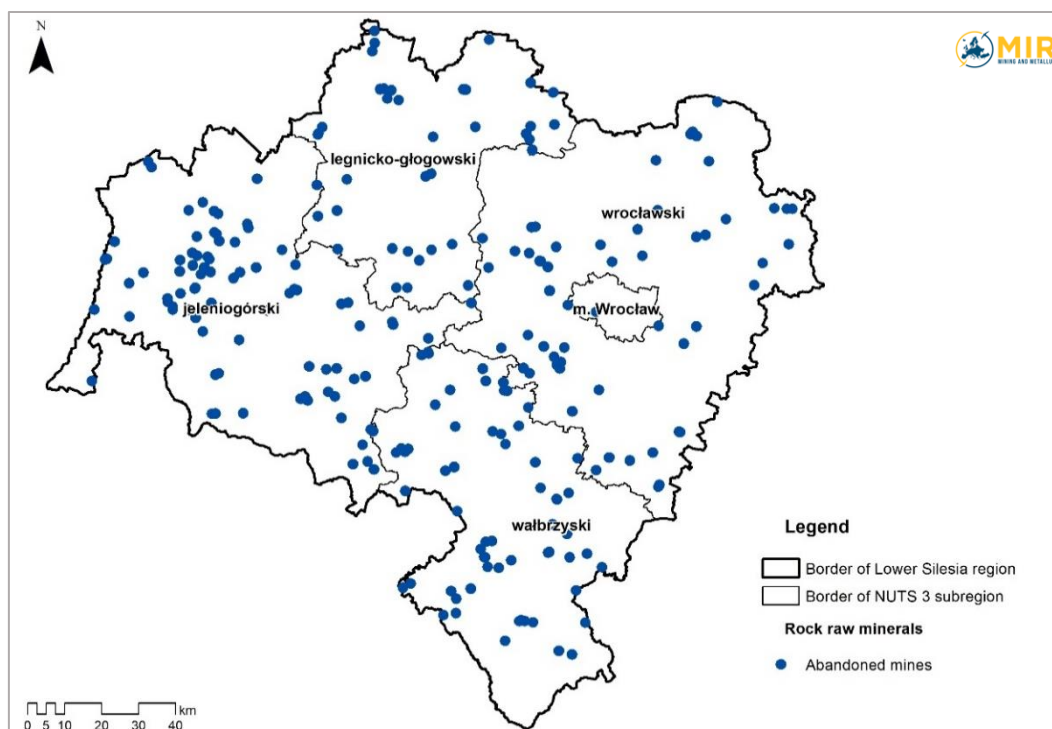 N
MIR
MINING AND METALLU
legnicko-głogowski
wrocławski
jeleniogórski
m. Wrocław
wałbrzyski
Legend
Border of Lower Silesia region
Border of NUTS 3 subregion
Rock raw minerals
Abandoned mines
km
0 5 10 20 30 40